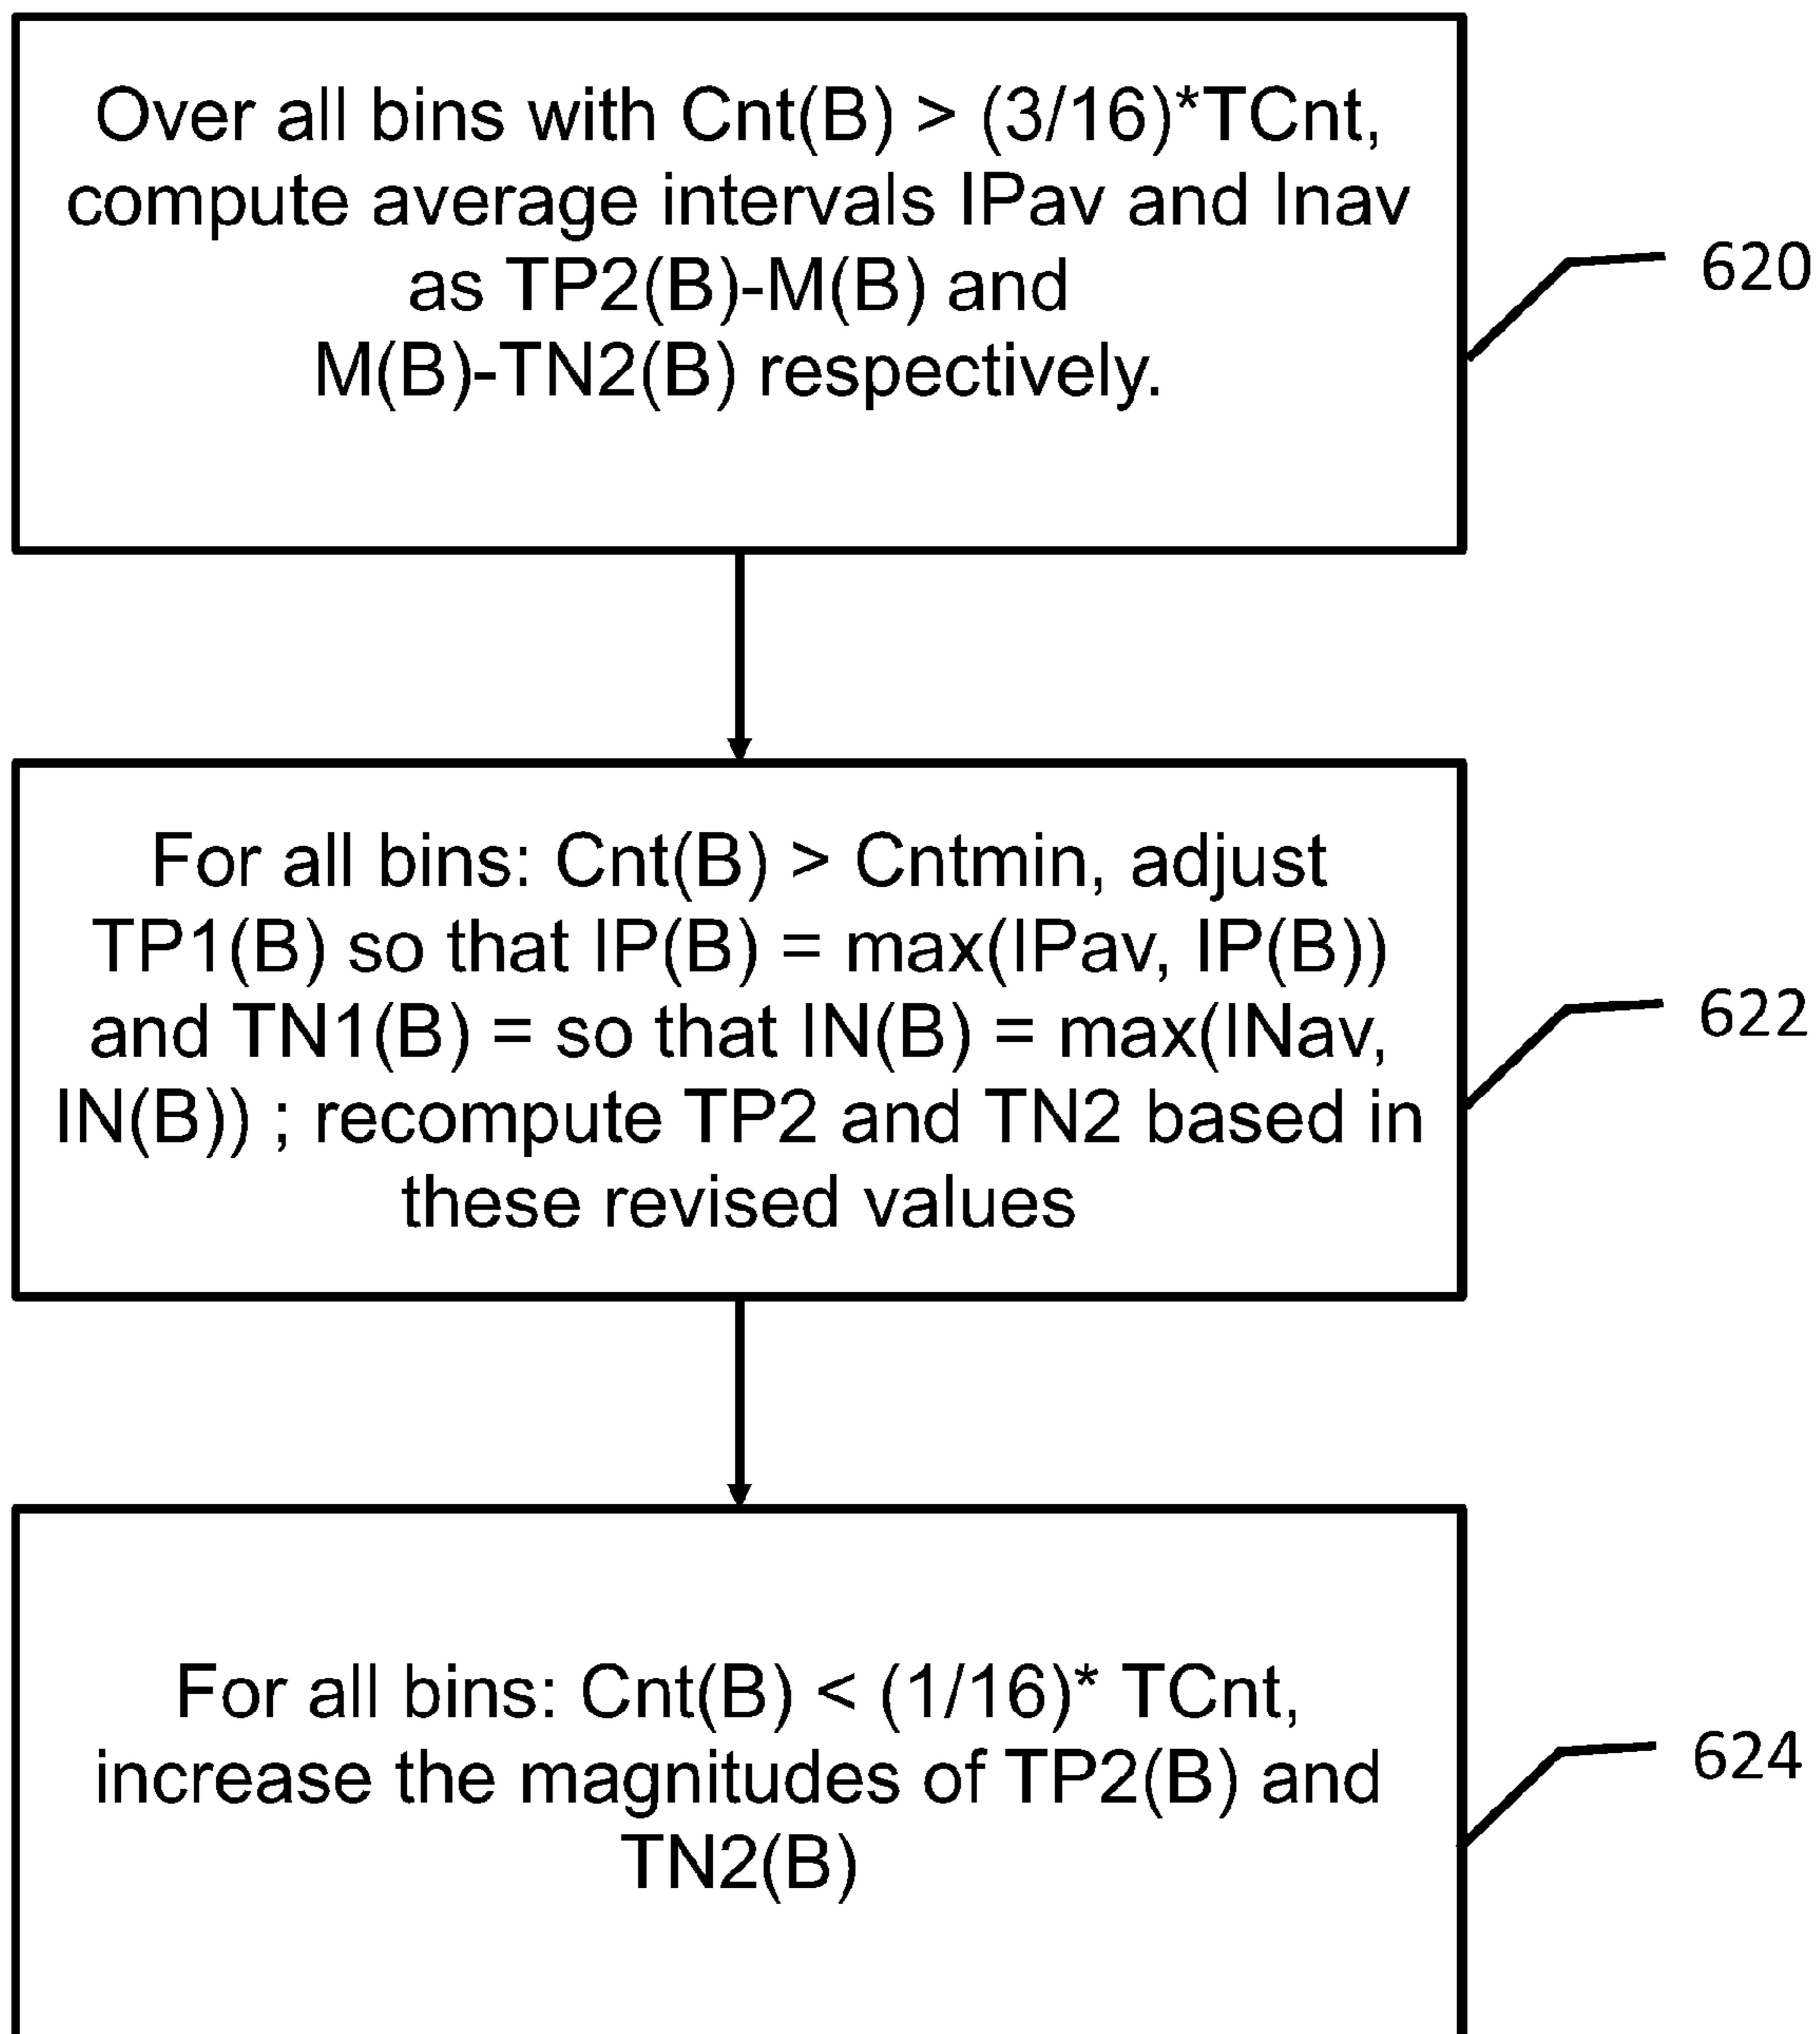 Over all bins with Cnt(B) > (3/16)*TCnt,
compute average intervals IPav and Inav
as TP2(B)-M(B) and
M(B)-TN2(B) respectively.
620
For all bins: Cnt(B) > Cntmin, adjust
TP1(B) so that IP(B) = max(IPav, IP(B))
and TN1(B) = so that IN(B) = max(INav,
IN(B)) ; recompute TP2 and TN2 based in
these revised values
622
For all bins: Cnt(B) < (1/16)* TCnt,
increase the magnitudes of TP2(B) and
TN2(B)
624